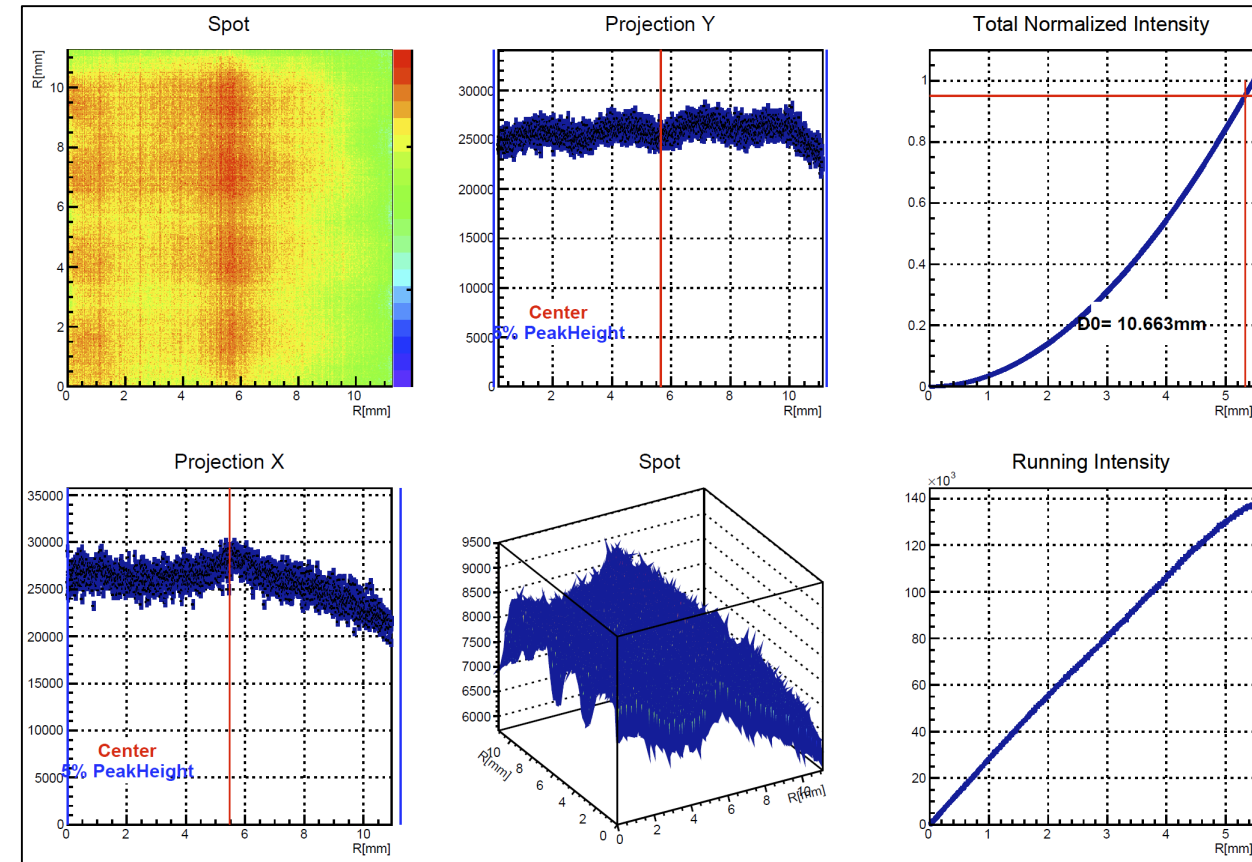 Spot
R[mm]
10
8
6
4
2
0
0 2 4 6 8 10
R[mm]
Projection Y
30000
25000
20000
15000
10000
5000
0
Center
5% PeakHeight
0 2 4 6 8 10
R[mm]
Total Normalized Intensity
1
0.8
0.6
0.4
0.2
0
D0= 10.663mm
0 1 2 3 4 5
R[mm]
Projection X
35000
30000
25000
20000
15000
10000
5000
0
Center
5% PeakHeight
0 2 4 6 8 10
R[mm]
Spot
9500
9000
8500
8000
7500
7000
6500
6000
10
8
6
4
2
0
R[mm]
0 2 4 6 8 10
R[mm]
Running Intensity
×10³
140
120
100
80
60
40
20
0
0 1 2 3 4 5
R[mm]